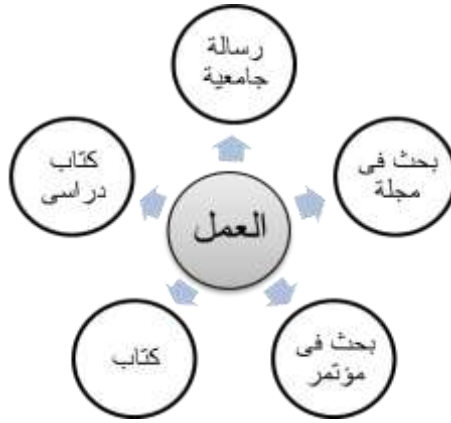 رسالة
جامعية
بحث فى
مجلة
كتاب
دراسى
العمل
بحث فى
مؤتمر
كتاب